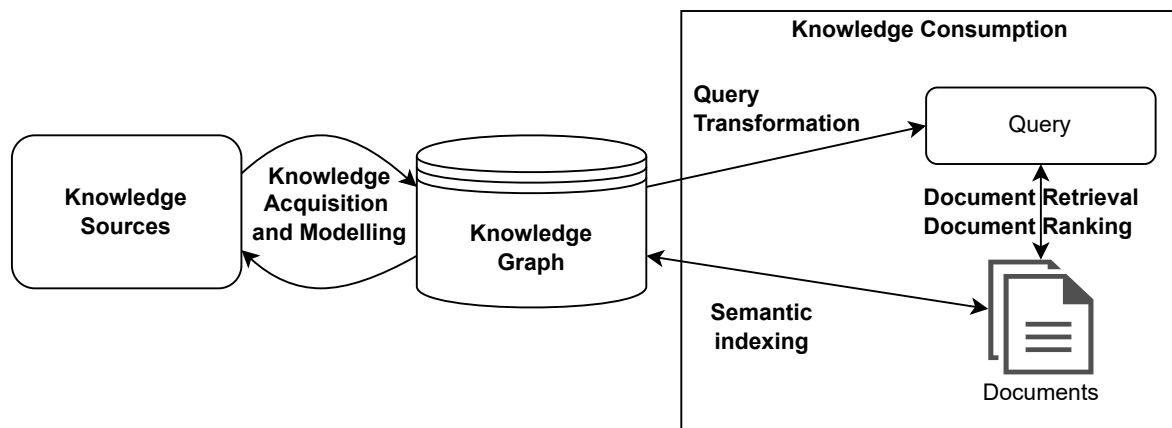 Knowledge Consumption
Query
Transformation
Query
Knowledge
Sources
Knowledge
Acquisition
and Modelling
Knowledge
Graph
Document Retrieval
Document Ranking
Semantic
indexing
Documents